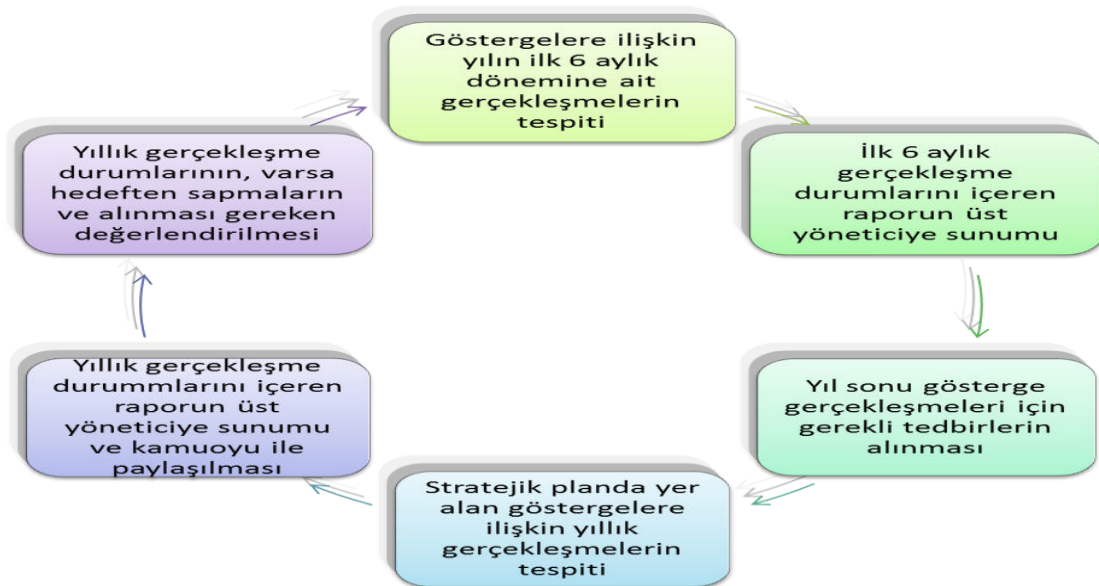 Göstergelere ilişkin
yılın ilk 6 aylık
dönemine ait
gerçekleşmelerin
tespiti
İlk 6 aylık
gerçekleşme
durumlarını içeren
raporun üst
yöneticiye sunumu
Yıl sonu gösterge
gerçekleşmeleri için
gerekli tedbirlerin
alınması
Stratejik planda yer
alan göstergelere
ilişkin yıllık
gerçekleşmelerin
tespiti
Yıllık gerçekleşme
durummlarını içeren
raporun üst
yöneticiye sunumu
ve kamuoyu ile
paylaşılması
Yıllık gerçekleşme
durumlarının, varsa
hedeften sapmaların
ve alınması gereken
değerlendirilmesi